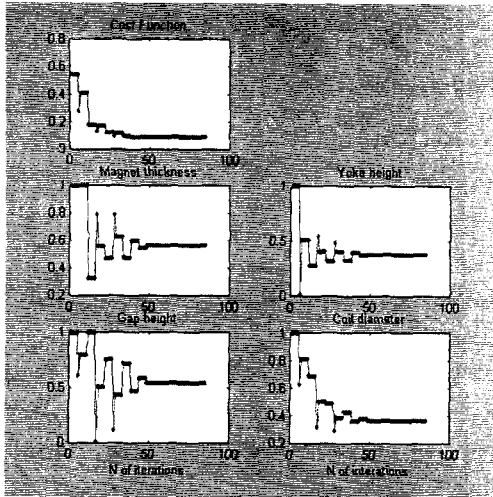 Cost Function
0.8
0.6
0.4
0.2
0
0 50 100
Magnet thickness
1
0.8
0.6
0.4
0.2
0 50 100
Yoke height
1
0.5
0
0 50 100
Gap height
1
0.5
0
0 50 100
N of iterations
Coil diameter
1
0.8
0.6
0.4
0.2
0 50 100
N of interations